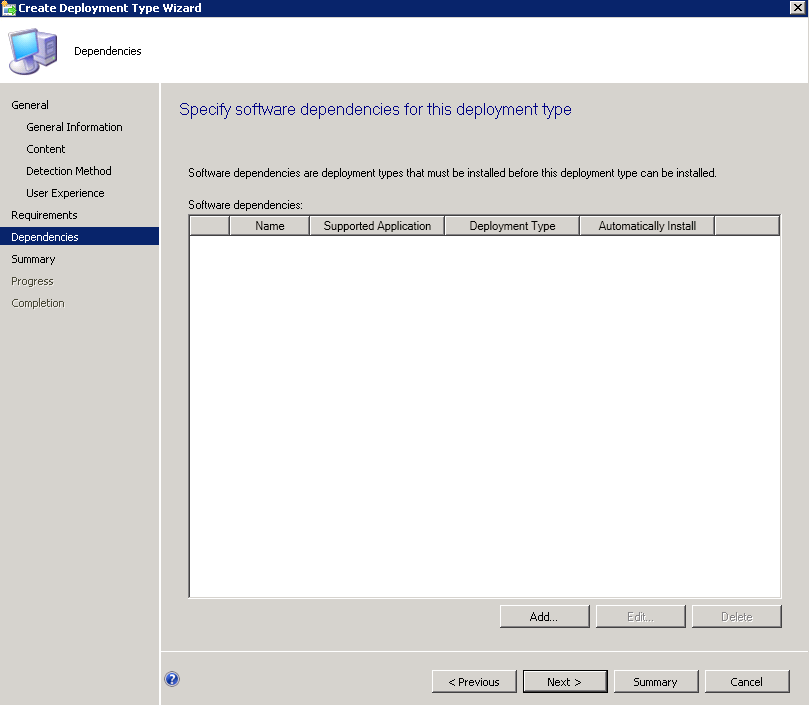 Create Deployment Type Wizard
Dependencies
General
General Information
Content
Detection Method
User Experience
Requirements
Dependencies
Summary
Progress
Completion
Specify software dependencies for this deployment type
Software dependencies are deployment types that must be installed before this deployment type can be installed.
Software dependencies:
Name Supported Application Deployment Type Automatically Install
Add... Edit... Delete
? < Previous Next > Summary Cancel